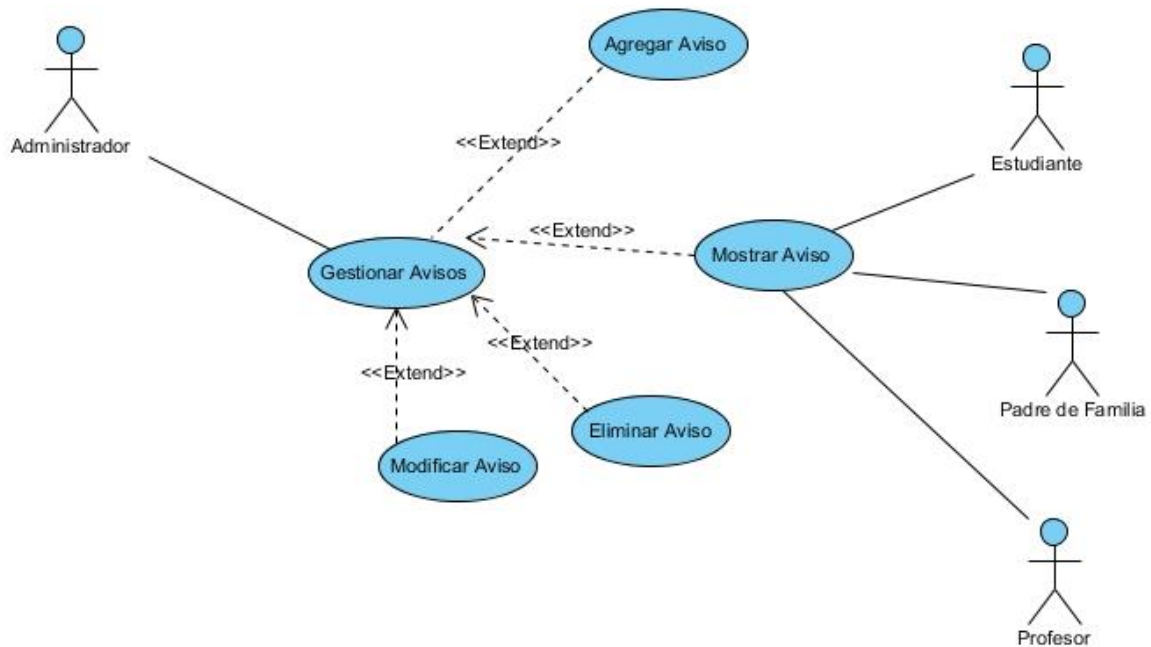 Agregar Aviso
Administrador
<<Extend>>
Estudiante
<<Extend>>
Mostrar Aviso
Gestionar Avisos
<<Extend>>
<<Extend>>
Padre de Familia
Eliminar Aviso
Modificar Aviso
Profesor